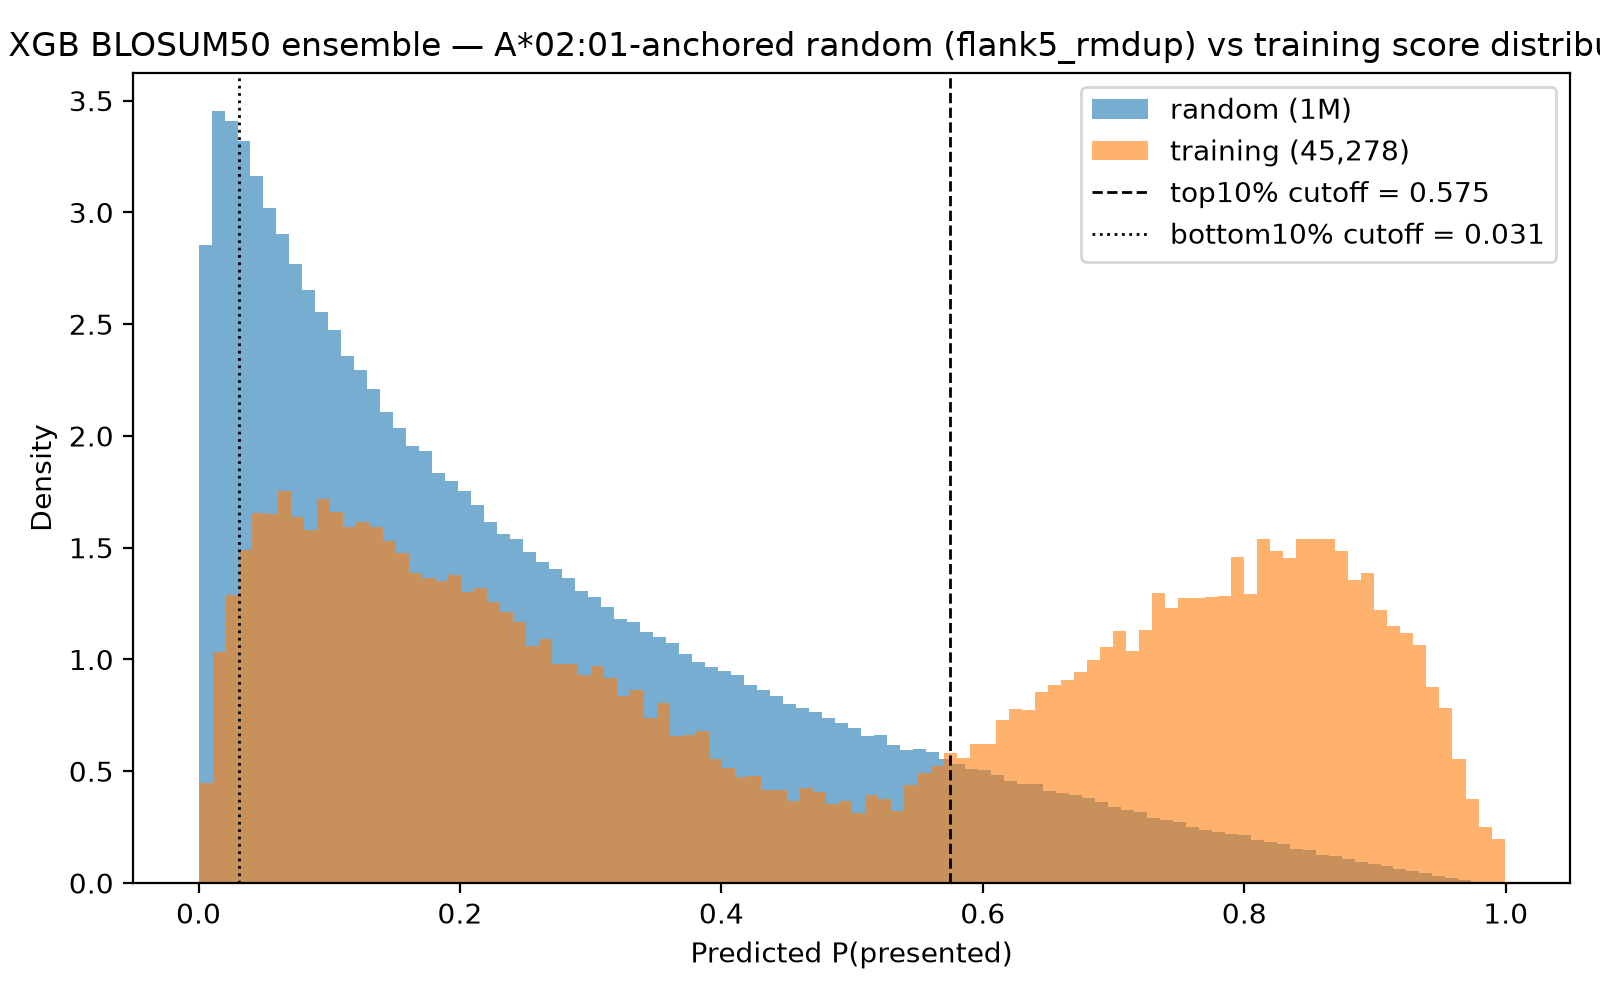 XGB BLOSUM50 ensemble — A*02:01-anchored random (flank5_rmdup) vs training score distribu
random (1M)
training (45,278)
top10% cutoff = 0.575
bottom10% cutoff = 0.031
3.5
3.0
2.5
2.0
1.5
1.0
0.5
0.0
Density
0.0 0.2 0.4 0.6 0.8 1.0
Predicted P(presented)